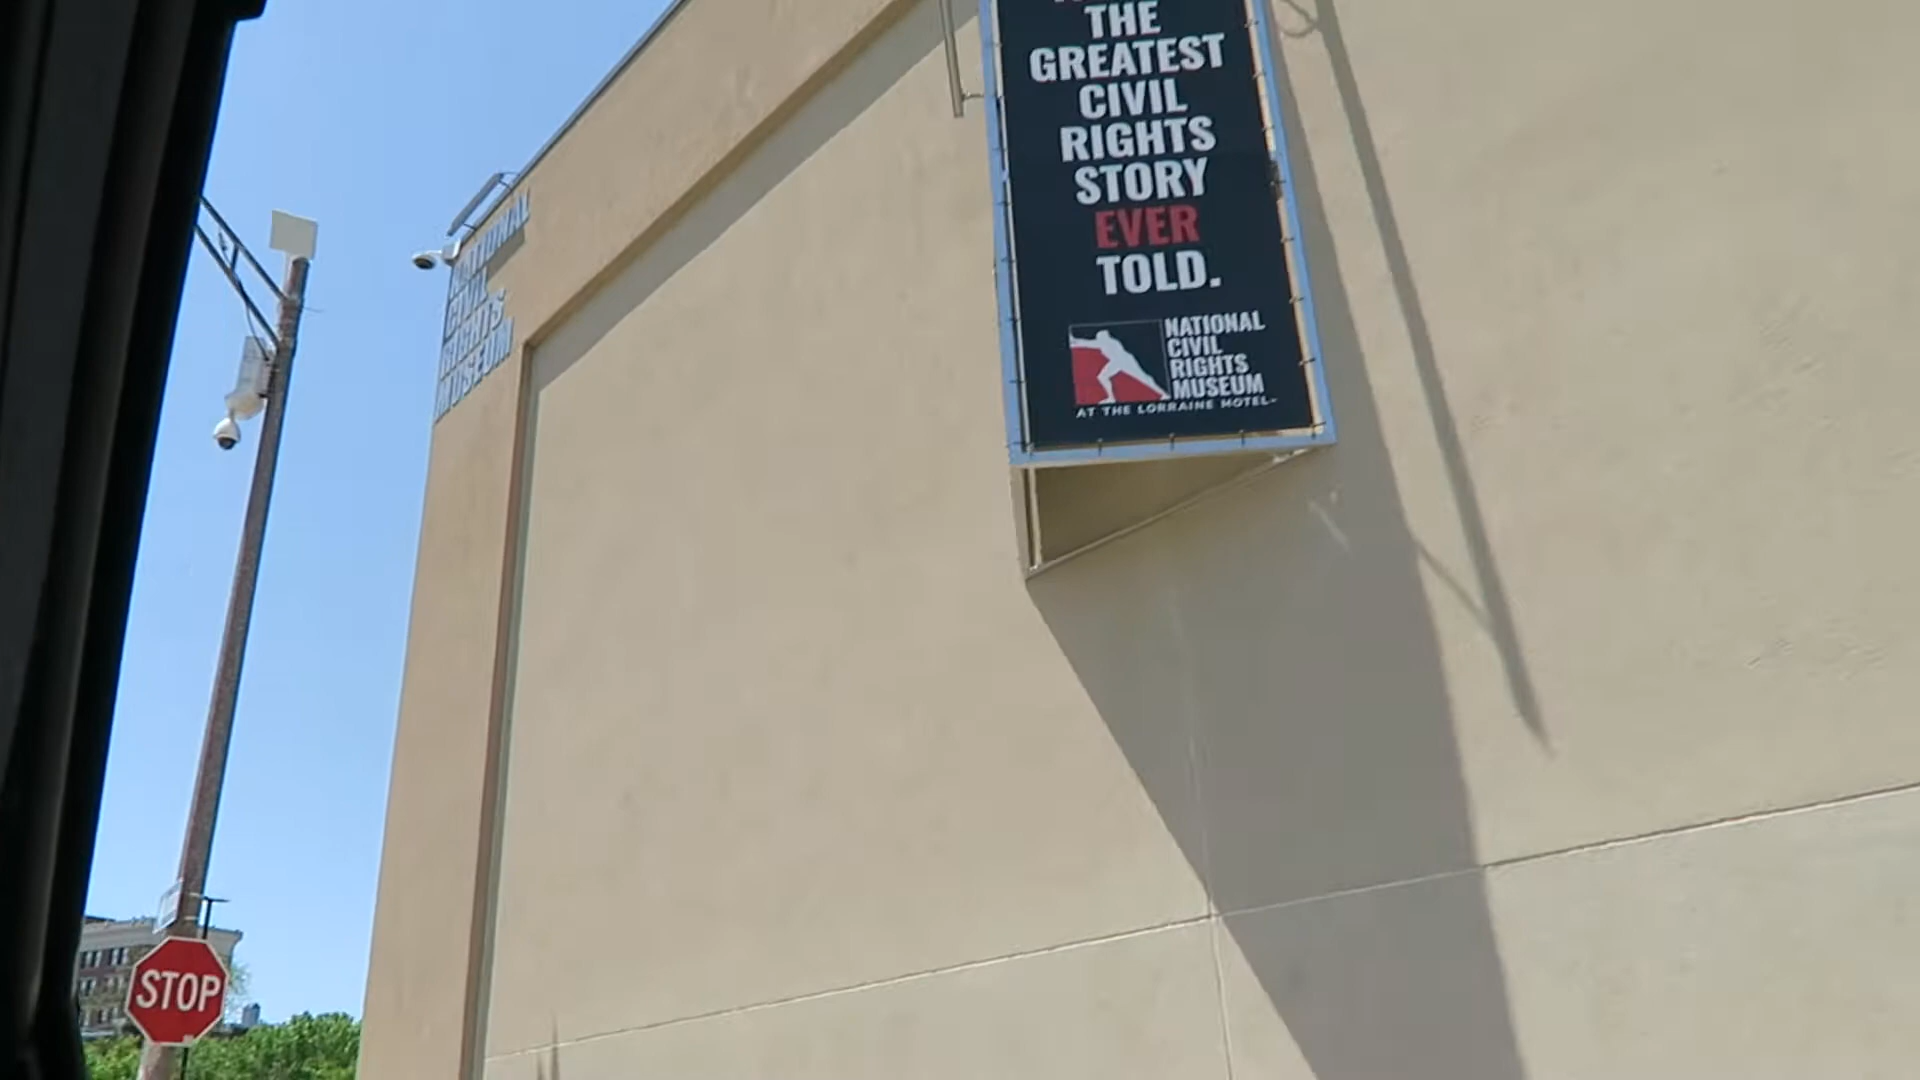 THE
GREATEST
CIVIL
RIGHTS
STORY
EVER
TOLD.
NATIONAL
CIVIL
RIGHTS
MUSEUM
AT THE LORRAINE MOTEL
NATIONAL
CIVIL
RIGHTS
MUSEUM
STOP